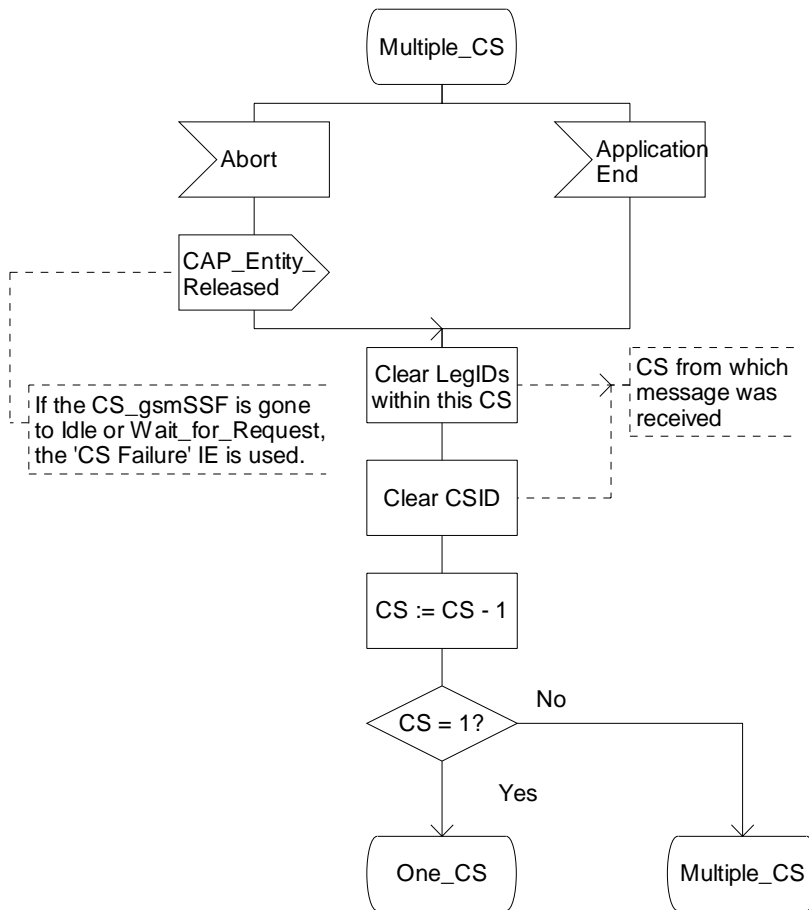 Multiple_CS
Abort
Application
End
CAP_Entity_
Released
Clear LegIDs
within this CS
CS from which
message was
received
If the CS_gsmSSF is gone
to Idle or Wait_for_Request,
the 'CS Failure' IE is used.
Clear CSID
CS := CS - 1
CS = 1?
No
Yes
One_CS
Multiple_CS